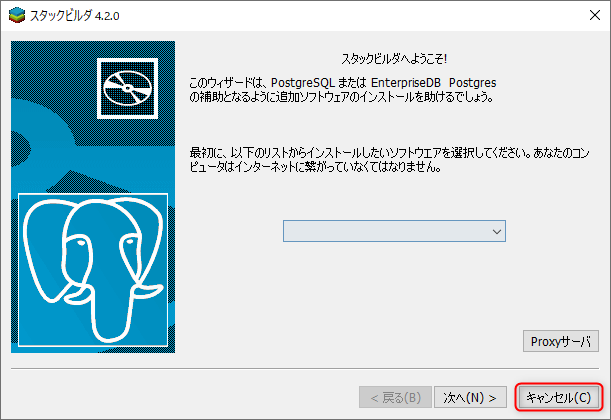 スタックビルダ 4.2.0
スタックビルダへようこそ!
このウィザードは、PostgreSQL または EnterpriseDB Postgres
の補助となるように追加ソフトウェアのインストールを助けるでしょう。
最初に、以下のリストからインストールしたいソフトウエアを選択してください。あなたのコン
ピュータはインターネットに繋がっていなくてはなりません。
Proxyサーバ
< 戻る(B)
次へ(N) >
キャンセル(C)